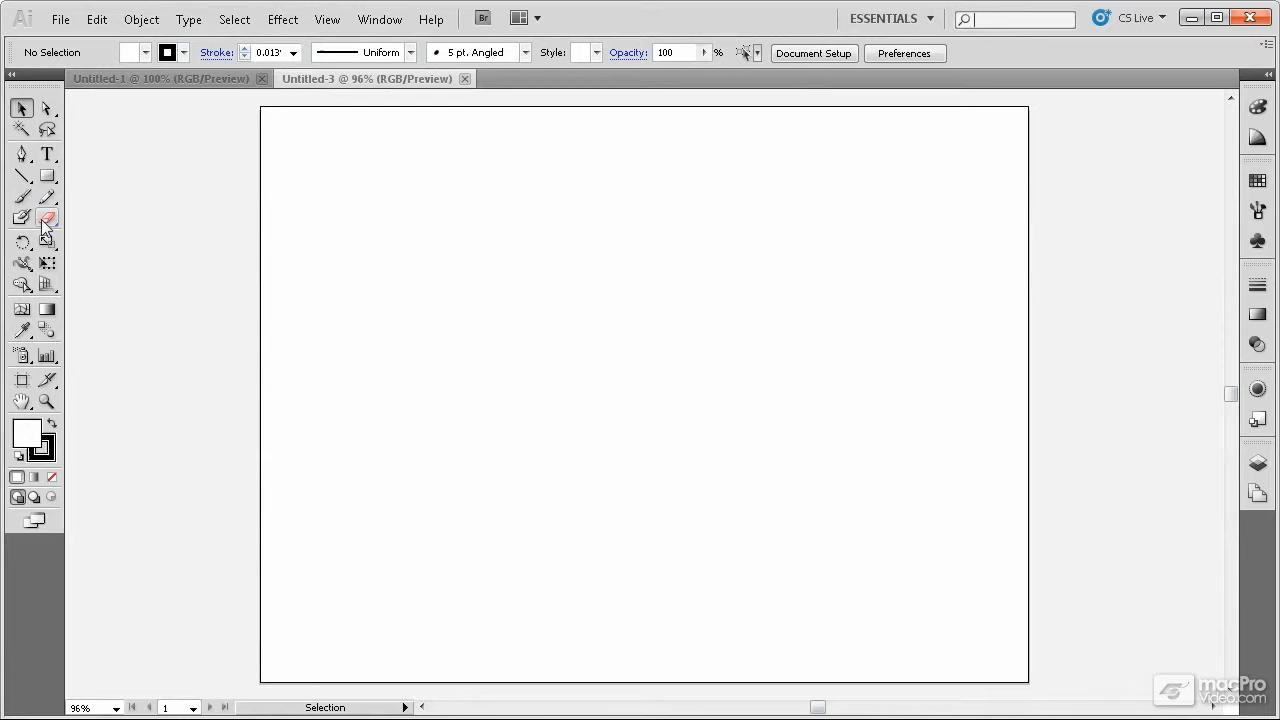 Ai File Edit Object Type Select Effect View Window Help Br ESSENTIALS CS Live
No Selection Stroke: 0.013 Uniform 5 pt. Angled Style: Opacity: 100 % Document Setup Preferences
Untitled-1 @ 100% (RGB/Preview) Untitled-3 @ 96% (RGB/Preview)
T
96% 1 Selection
macPro
Video.com